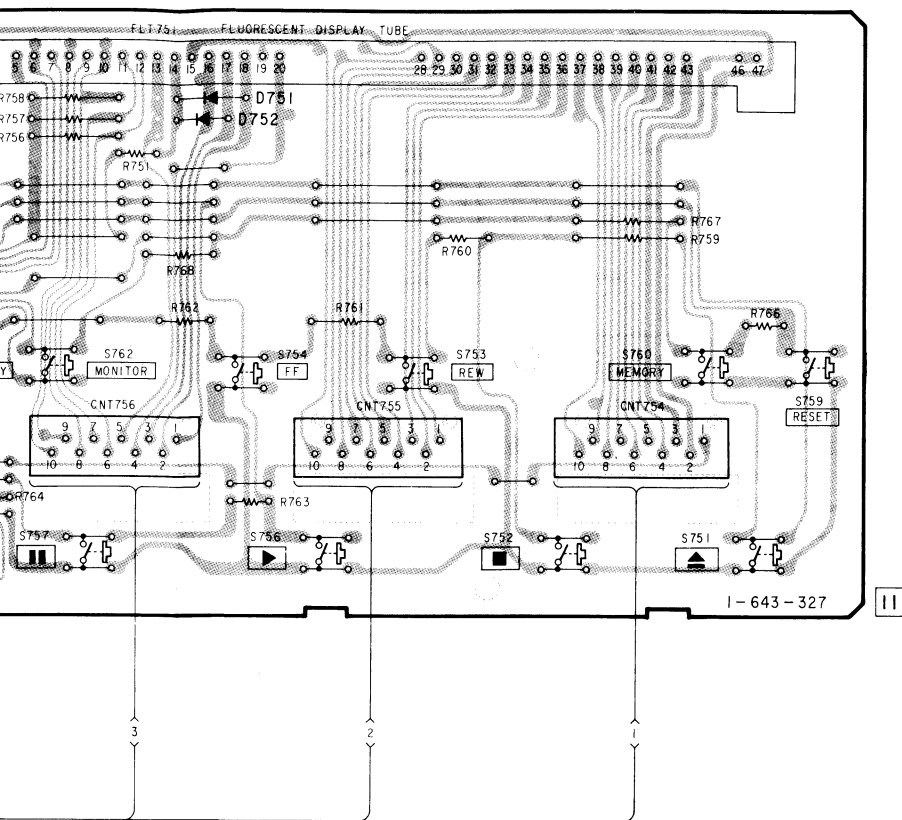 FLT751 FLUORESCENT DISPLAY TUBE
5 6 7 8 9 10 11 12 13 14 15 16 17 18 19 20 28 29 30 31 32 33 34 35 36 37 38 39 40 41 42 43 46 47
R758 D751
R757 D752
R756
R751
R767
R760 R759
R768
R762 R761 R766
S762 S754 S753 S760
Y MONITOR FF REW MEMORY
S759
RESET
CNT756 CNT755 CNT754
9 7 5 3 1 9 7 5 3 1 9 7 5 3 1
10 8 6 4 2 10 8 6 4 2 10 8 6 4 2
R764 R763
S757 S756 S752 S751
1-643-327
11
3 2 1